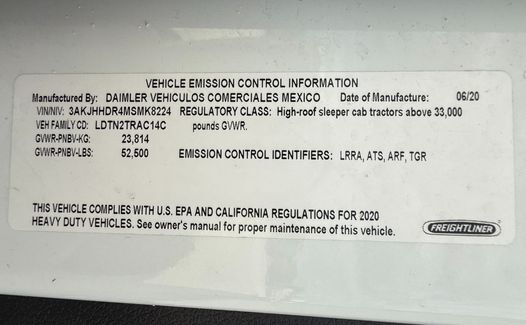 VEHICLE EMISSION CONTROL INFORMATION
Manufactured By: DAIMLER VEHICULOS COMERCIALES MEXICO Date of Manufacture: 06/20
VIN/NIV: 3AKJHHDR4MSMK8224 REGULATORY CLASS: High-roof sleeper cab tractors above 33,000
VEH FAMILY CD: LDTN2TRAC14C pounds GVWR.
GVWR-PNBV-KG: 23,814
GVWR-PNBV-LBS: 52,500 EMISSION CONTROL IDENTIFIERS: LRRA, ATS, ARF, TGR
THIS VEHICLE COMPLIES WITH U.S. EPA AND CALIFORNIA REGULATIONS FOR 2020
HEAVY DUTY VEHICLES. See owner's manual for proper maintenance of this vehicle.
FREIGHTLINER